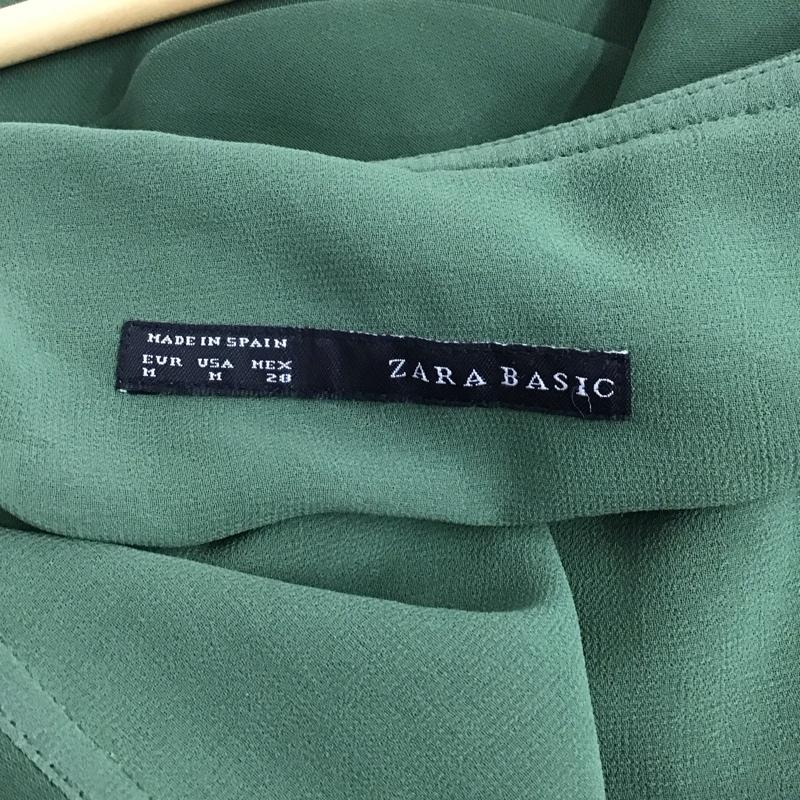 MADE IN SPAIN
EUR USA MEX
M M 28
ZARA BASIC